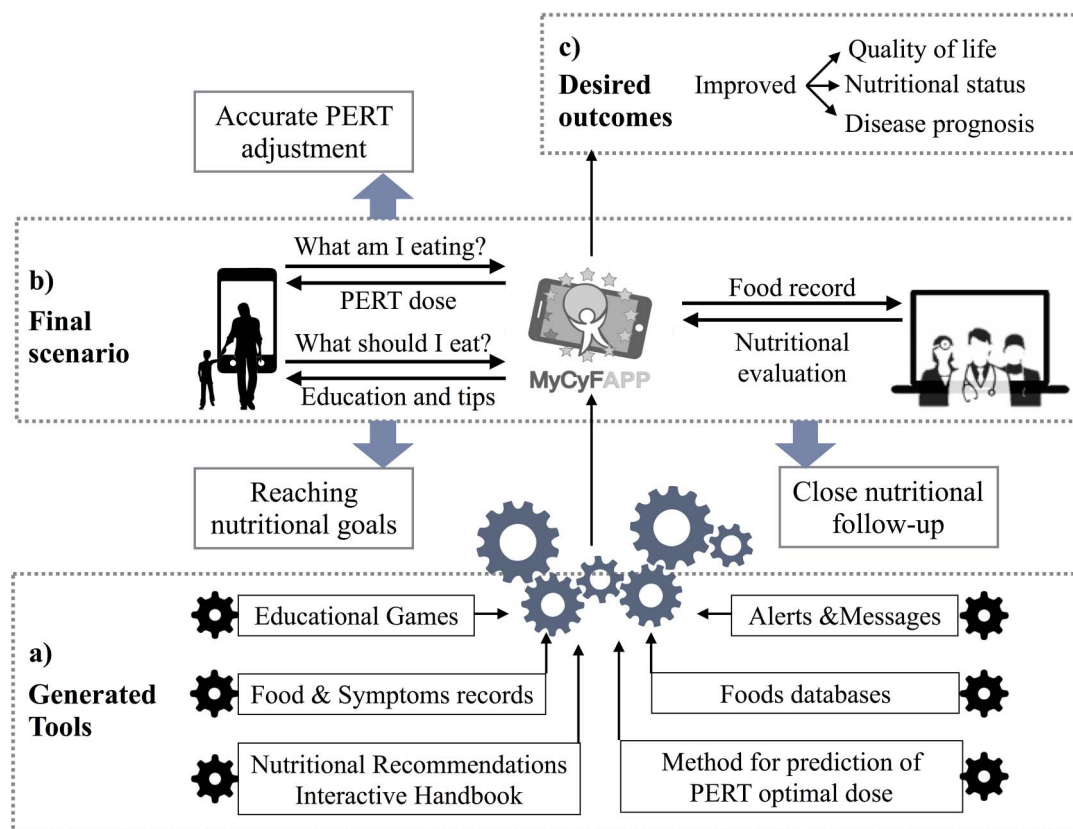 c)
Desired
outcomes
Improved
Quality of life
Nutritional status
Disease prognosis
Accurate PERT
adjustment
b)
Final
scenario
What am I eating?
PERT dose
What should I eat?
Education and tips
MyCyFAPP
Food record
Nutritional
evaluation
Reaching
nutritional goals
Close nutritional
follow-up
a)
Generated
Tools
Educational Games
Food & Symptoms records
Nutritional Recommendations
Interactive Handbook
Alerts &Messages
Foods databases
Method for prediction of
PERT optimal dose